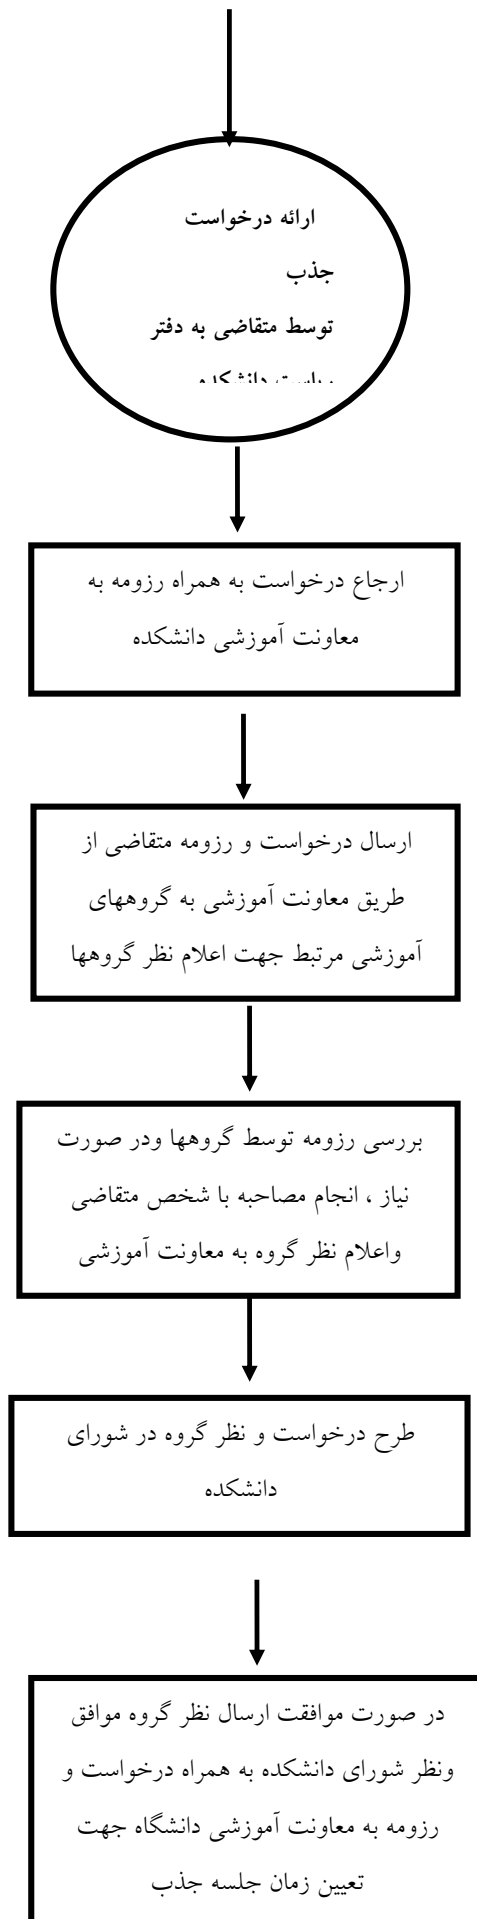 ارائه درخواست
جذب
توسط متقاضی به دفتر
ریاست دانشکده
ارجاع درخواست به همراه رزومه به
معاونت آموزشی دانشکده
ارسال درخواست و رزومه متقاضی از
طریق معاونت آموزشی به گروههای
آموزشی مرتبط جهت اعلام نظر گروهها
بررسی رزومه توسط گروهها ودر صورت
نیاز ، انجام مصاحبه با شخص متقاضی
واعلام نظر گروه به معاونت آموزشی
طرح درخواست و نظر گروه در شورای
دانشکده
در صورت موافقت ارسال نظر گروه موافق
ونظر شورای دانشکده به همراه درخواست و
رزومه به معاونت آموزشی دانشگاه جهت
تعیین زمان جلسه جذب